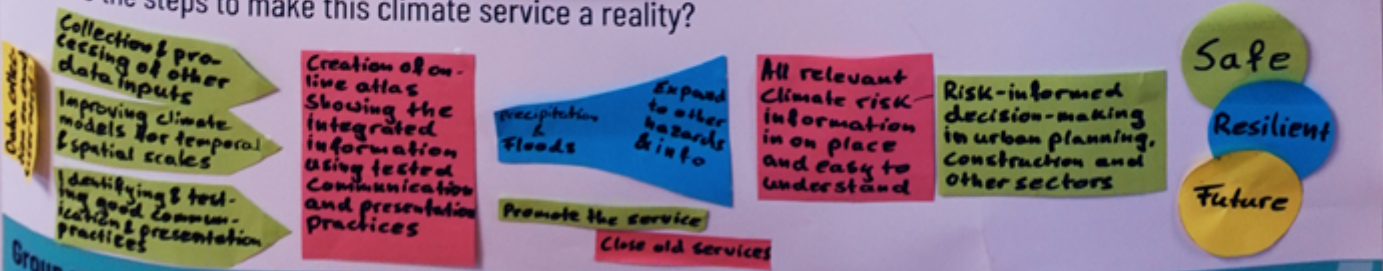 the steps to make this climate service a reality?
Collection & pro-
cessing of other
data inputs
Improving climate
models for temporal
& spatial scales
Identifying & test-
ing good commun-
ication & presentation
practices
Creation of on-
line atlas
Showing the
integrated
information
using tested
communication
and presentation
practices
Precipitation
&
Floods
Expand
to other
hazards
& info
Promote the service
Close old services
All relevant
Climate risk
information
in on place
and easy to
understand
Risk-informed
decision-making
in urban planning,
construction and
other sectors
Safe
Resilient
Future
Group